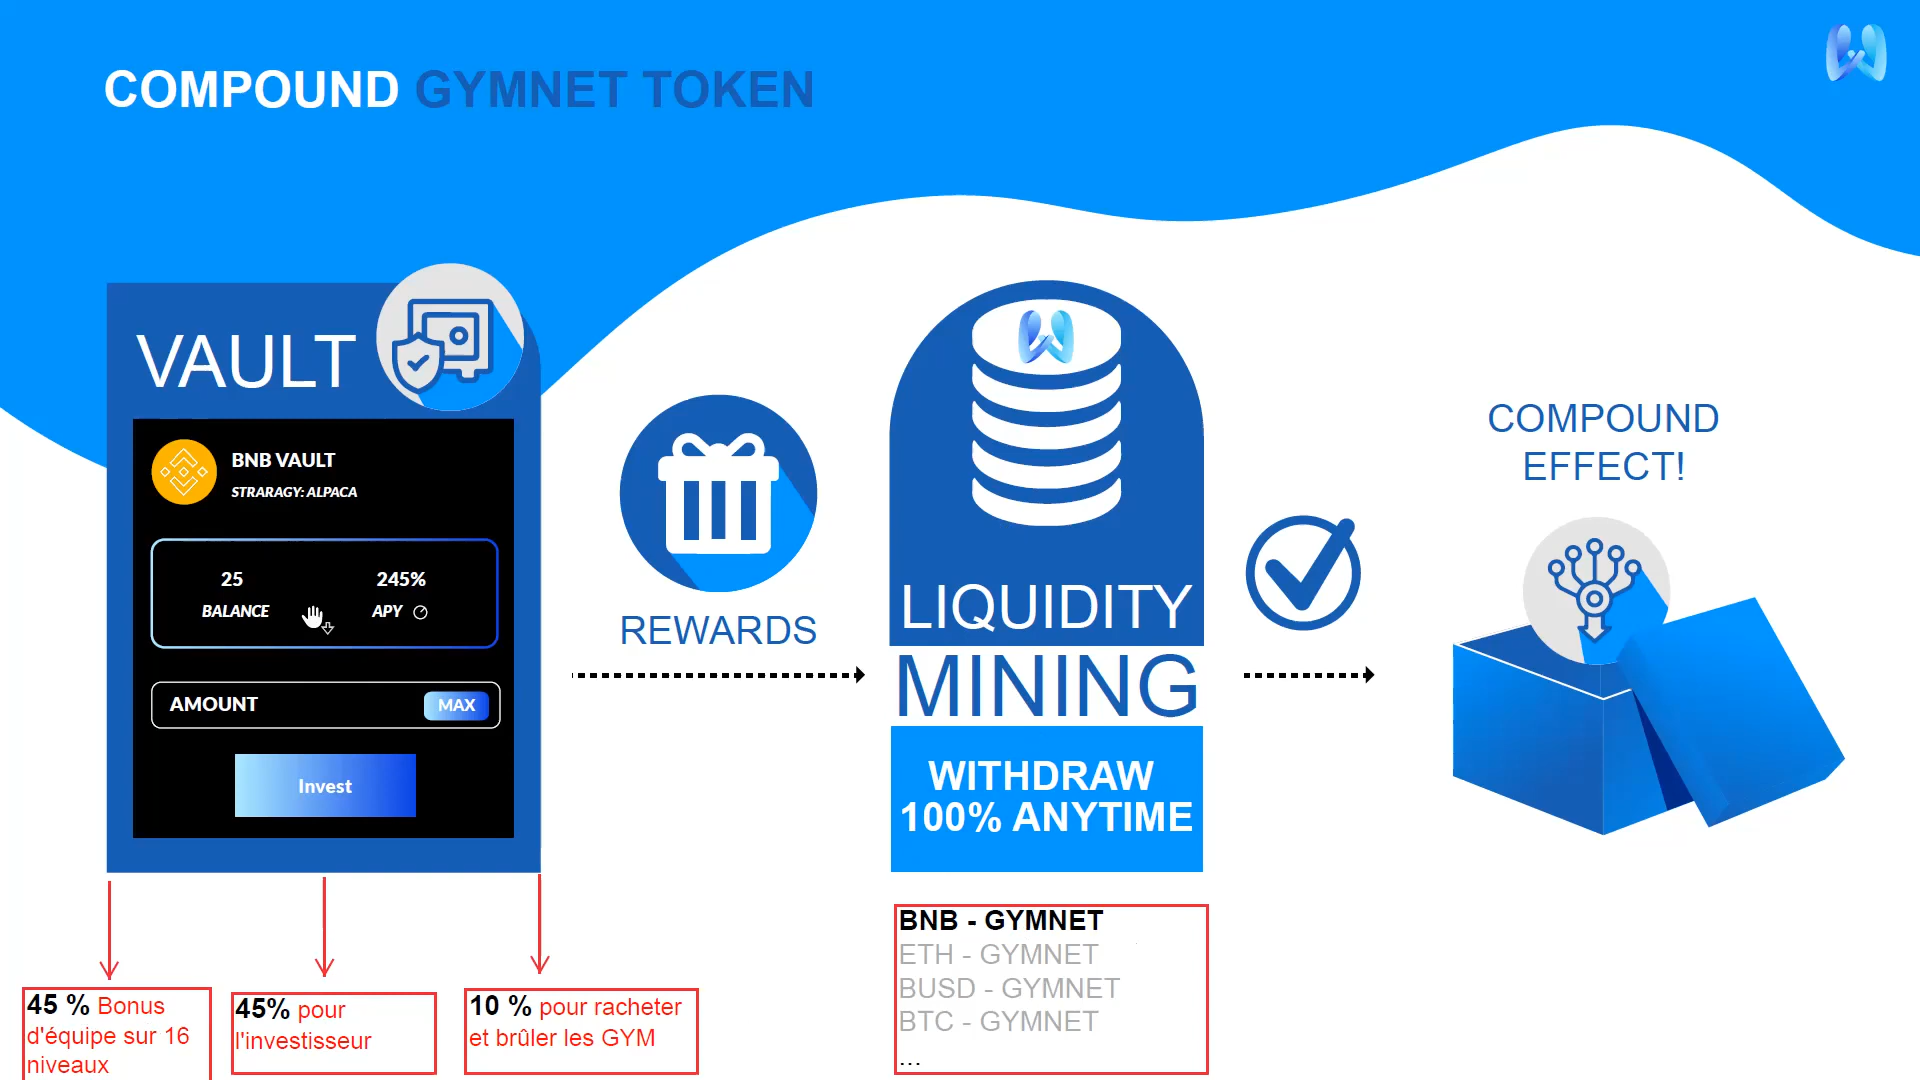 COMPOUND GYMNET TOKEN
VAULT
BNB VAULT
STRARAGY: ALPACA
25
BALANCE
245%
APY
AMOUNT
MAX
Invest
REWARDS
LIQUIDITY
MINING
WITHDRAW
100% ANYTIME
COMPOUND
EFFECT!
45 % Bonus
d'équipe sur 16
niveaux
45% pour
l'investisseur
10 % pour racheter
et brûler les GYM
BNB - GYMNET
ETH - GYMNET
BUSD - GYMNET
BTC - GYMNET
...